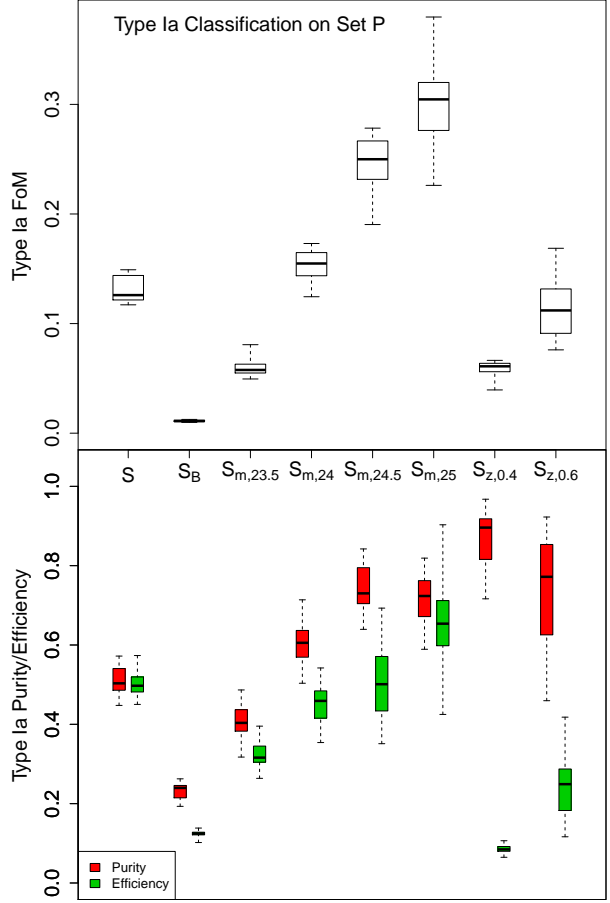 Type Ia Classification on Set P
Type Ia FoM
0.3
0.2
0.1
0.0
S S_B S_m,23.5 S_m,24 S_m,24.5 S_m,25 S_z,0.4 S_z,0.6
Type Ia Purity/Efficiency
1.0
0.8
0.6
0.4
0.2
0.0
Purity
Efficiency